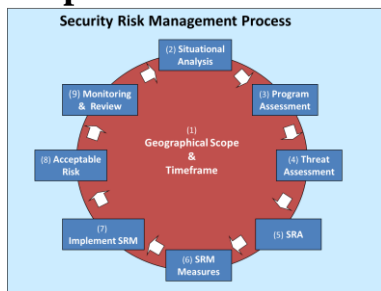 Security Risk Management Process
(2) Situational
Analysis
(9) Monitoring
& Review
(3) Program
Assessment
(1)
Geographical Scope
&
Timeframe
(8) Acceptable
Risk
(4) Threat
Assessment
(7)
Implement SRM
(5) SRA
(6) SRM
Measures